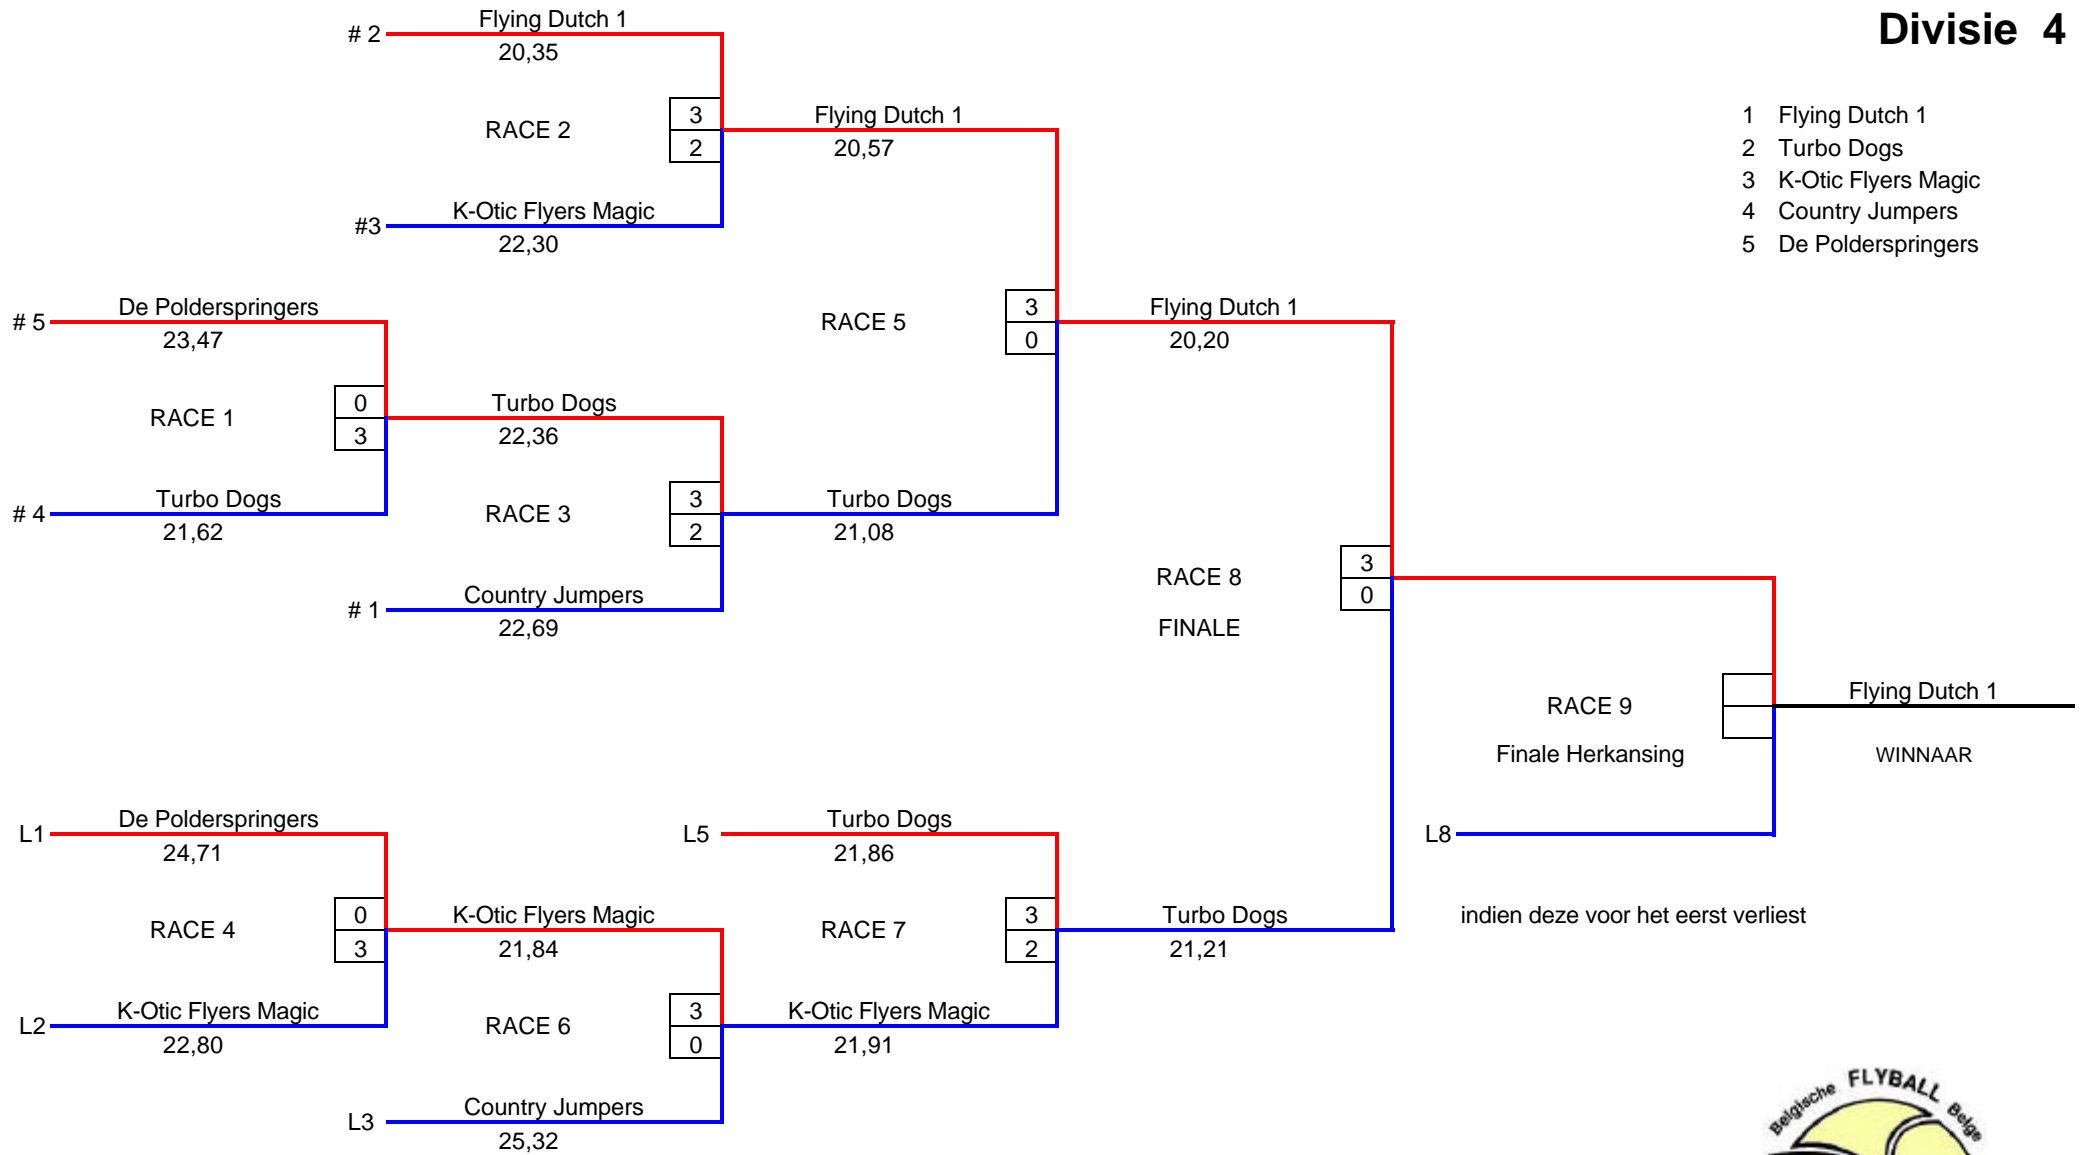 Divisie 4
Flying Dutch 1
# 2
20,35
RACE 2
3
2
Flying Dutch 1
20,57
K-Otic Flyers Magic
#3
22,30
1 Flying Dutch 1
2 Turbo Dogs
3 K-Otic Flyers Magic
4 Country Jumpers
5 De Polderspringers
De Polderspringers
# 5
23,47
RACE 1
0
3
Turbo Dogs
22,36
RACE 5
3
0
Flying Dutch 1
20,20
Turbo Dogs
# 4
21,62
RACE 3
3
2
Turbo Dogs
21,08
Country Jumpers
# 1
22,69
RACE 8
3
0
FINALE
RACE 9
Finale Herkansing
Flying Dutch 1
WINNAAR
De Polderspringers
L1
24,71
RACE 4
0
3
K-Otic Flyers Magic
21,84
Turbo Dogs
L5
21,86
RACE 7
3
2
Turbo Dogs
21,21
L8
indien deze voor het eerst verliest
K-Otic Flyers Magic
L2
22,80
RACE 6
3
0
K-Otic Flyers Magic
21,91
Country Jumpers
L3
25,32
Belgische FLYBALL Belge